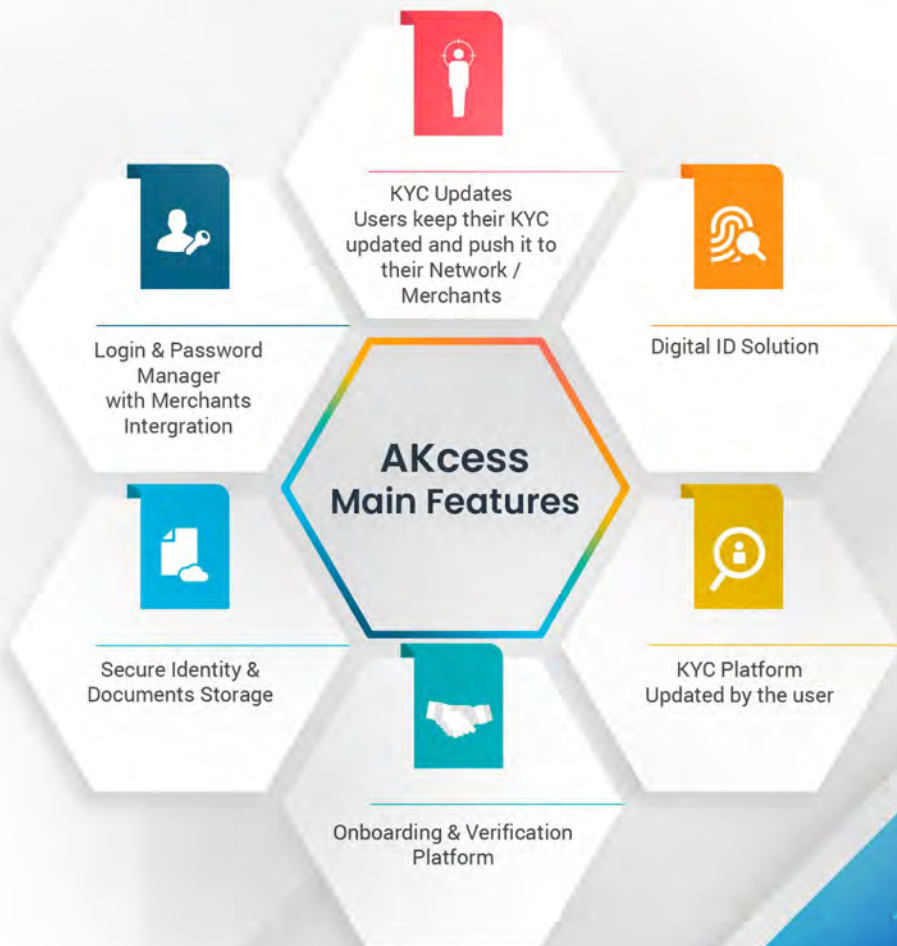 KYC Updates
Users keep their KYC
updated and push it to
their Network /
Merchants
Login & Password
Manager
with Merchants
Intergration
Digital ID Solution
AKcess
Main Features
Secure Identity &
Documents Storage
KYC Platform
Updated by the user
Onboarding & Verification
Platform